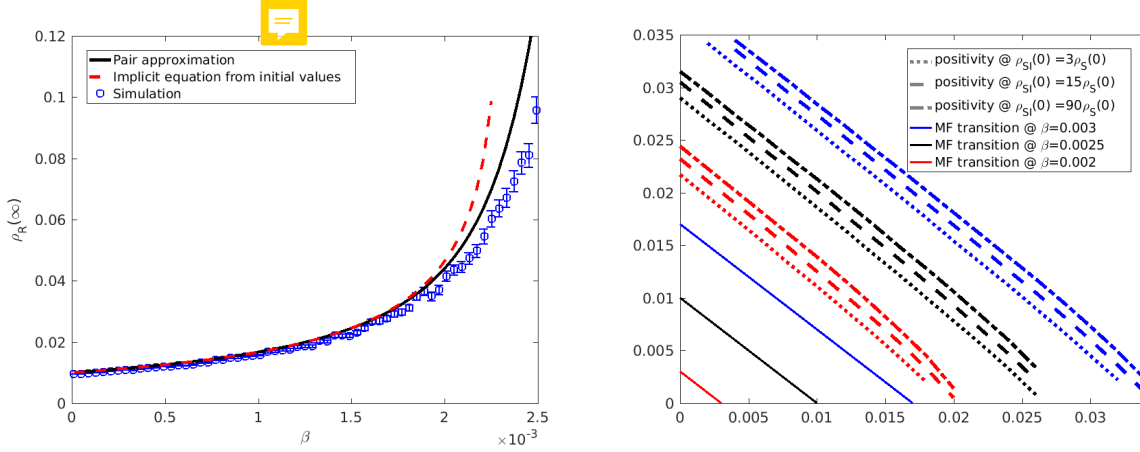 0.12
0.1
0.08
0.06
0.04
0.02
0
ρR(∞)
Pair approximation
Implicit equation from initial values
Simulation
0 0.5 1 1.5 2 2.5
β
×10-3
0.035
0.03
0.025
0.02
0.015
0.01
0.005
0
positivity @ ρSI(0) =3ρS(0)
positivity @ ρSI(0) =15ρS(0)
positivity @ ρSI(0) =90ρS(0)
MF transition @ β=0.003
MF transition @ β=0.0025
MF transition @ β=0.002
0 0.005 0.01 0.015 0.02 0.025 0.03